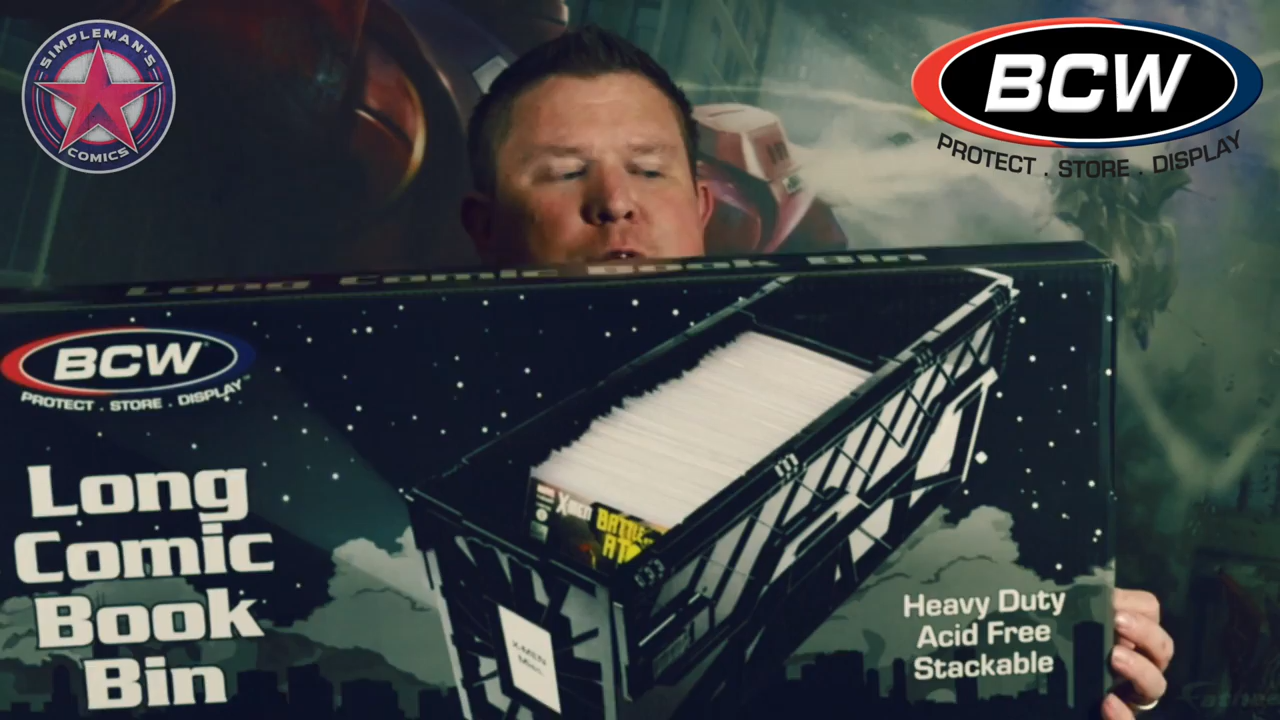 SIMPLEMAN'S
COMICS
BCW
PROTECT . STORE . DISPLAY
Long Comic Book Bin
BCW
PROTECT . STORE . DISPLAY
Long
Comic
Book
Bin
X-MEN
BATTLE
X-MEN
Heavy Duty
Acid Free
Stackable